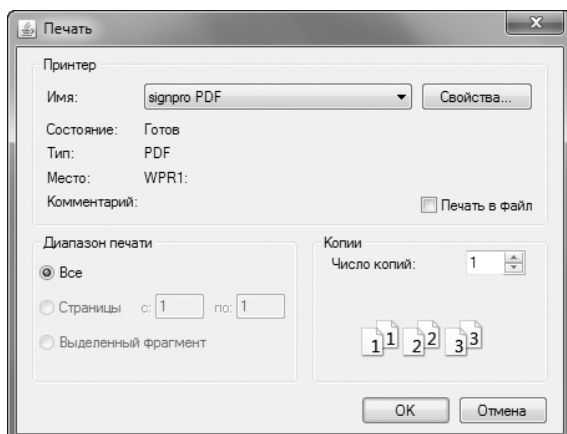 Печать
Принтер
Имя: signpro PDF Свойства...
Состояние: Готов
Тип: PDF
Место: WPR1:
Комментарий: Печать в файл
Диапазон печати
Все
Страницы с: 1 по: 1
Выделенный фрагмент
Копии
Число копий: 1
1 1 2 2 3 3
OK Отмена